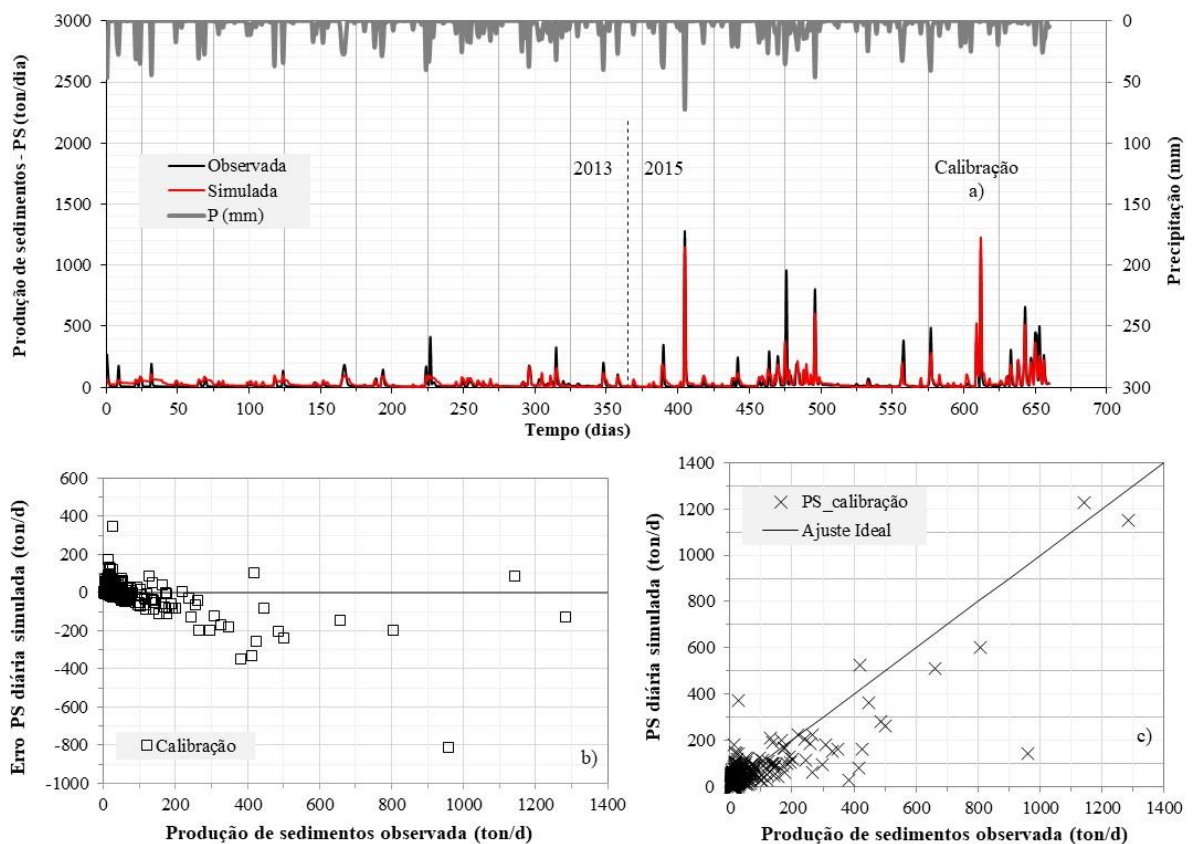 3000
2500
2000
1500
1000
500
0
Produção de sedimentos - PS (ton/dia)
0
50
100
150
200
250
300
Precipitação (mm)
Observada
Simulada
P (mm)
2013
2015
Calibração
a)
0 50 100 150 200 250 300 350 400 450 500 550 600 650 700
Tempo (dias)
600
400
200
0
-200
-400
-600
-800
-1000
Erro PS diária simulada (ton/d)
Calibração
b)
0 200 400 600 800 1000 1200 1400
Produção de sedimentos observada (ton/d)
1400
1200
1000
800
600
400
200
0
PS diária simulada (ton/d)
PS_calibração
Ajuste Ideal
c)
0 200 400 600 800 1000 1200 1400
Produção de sedimentos observada (ton/d)